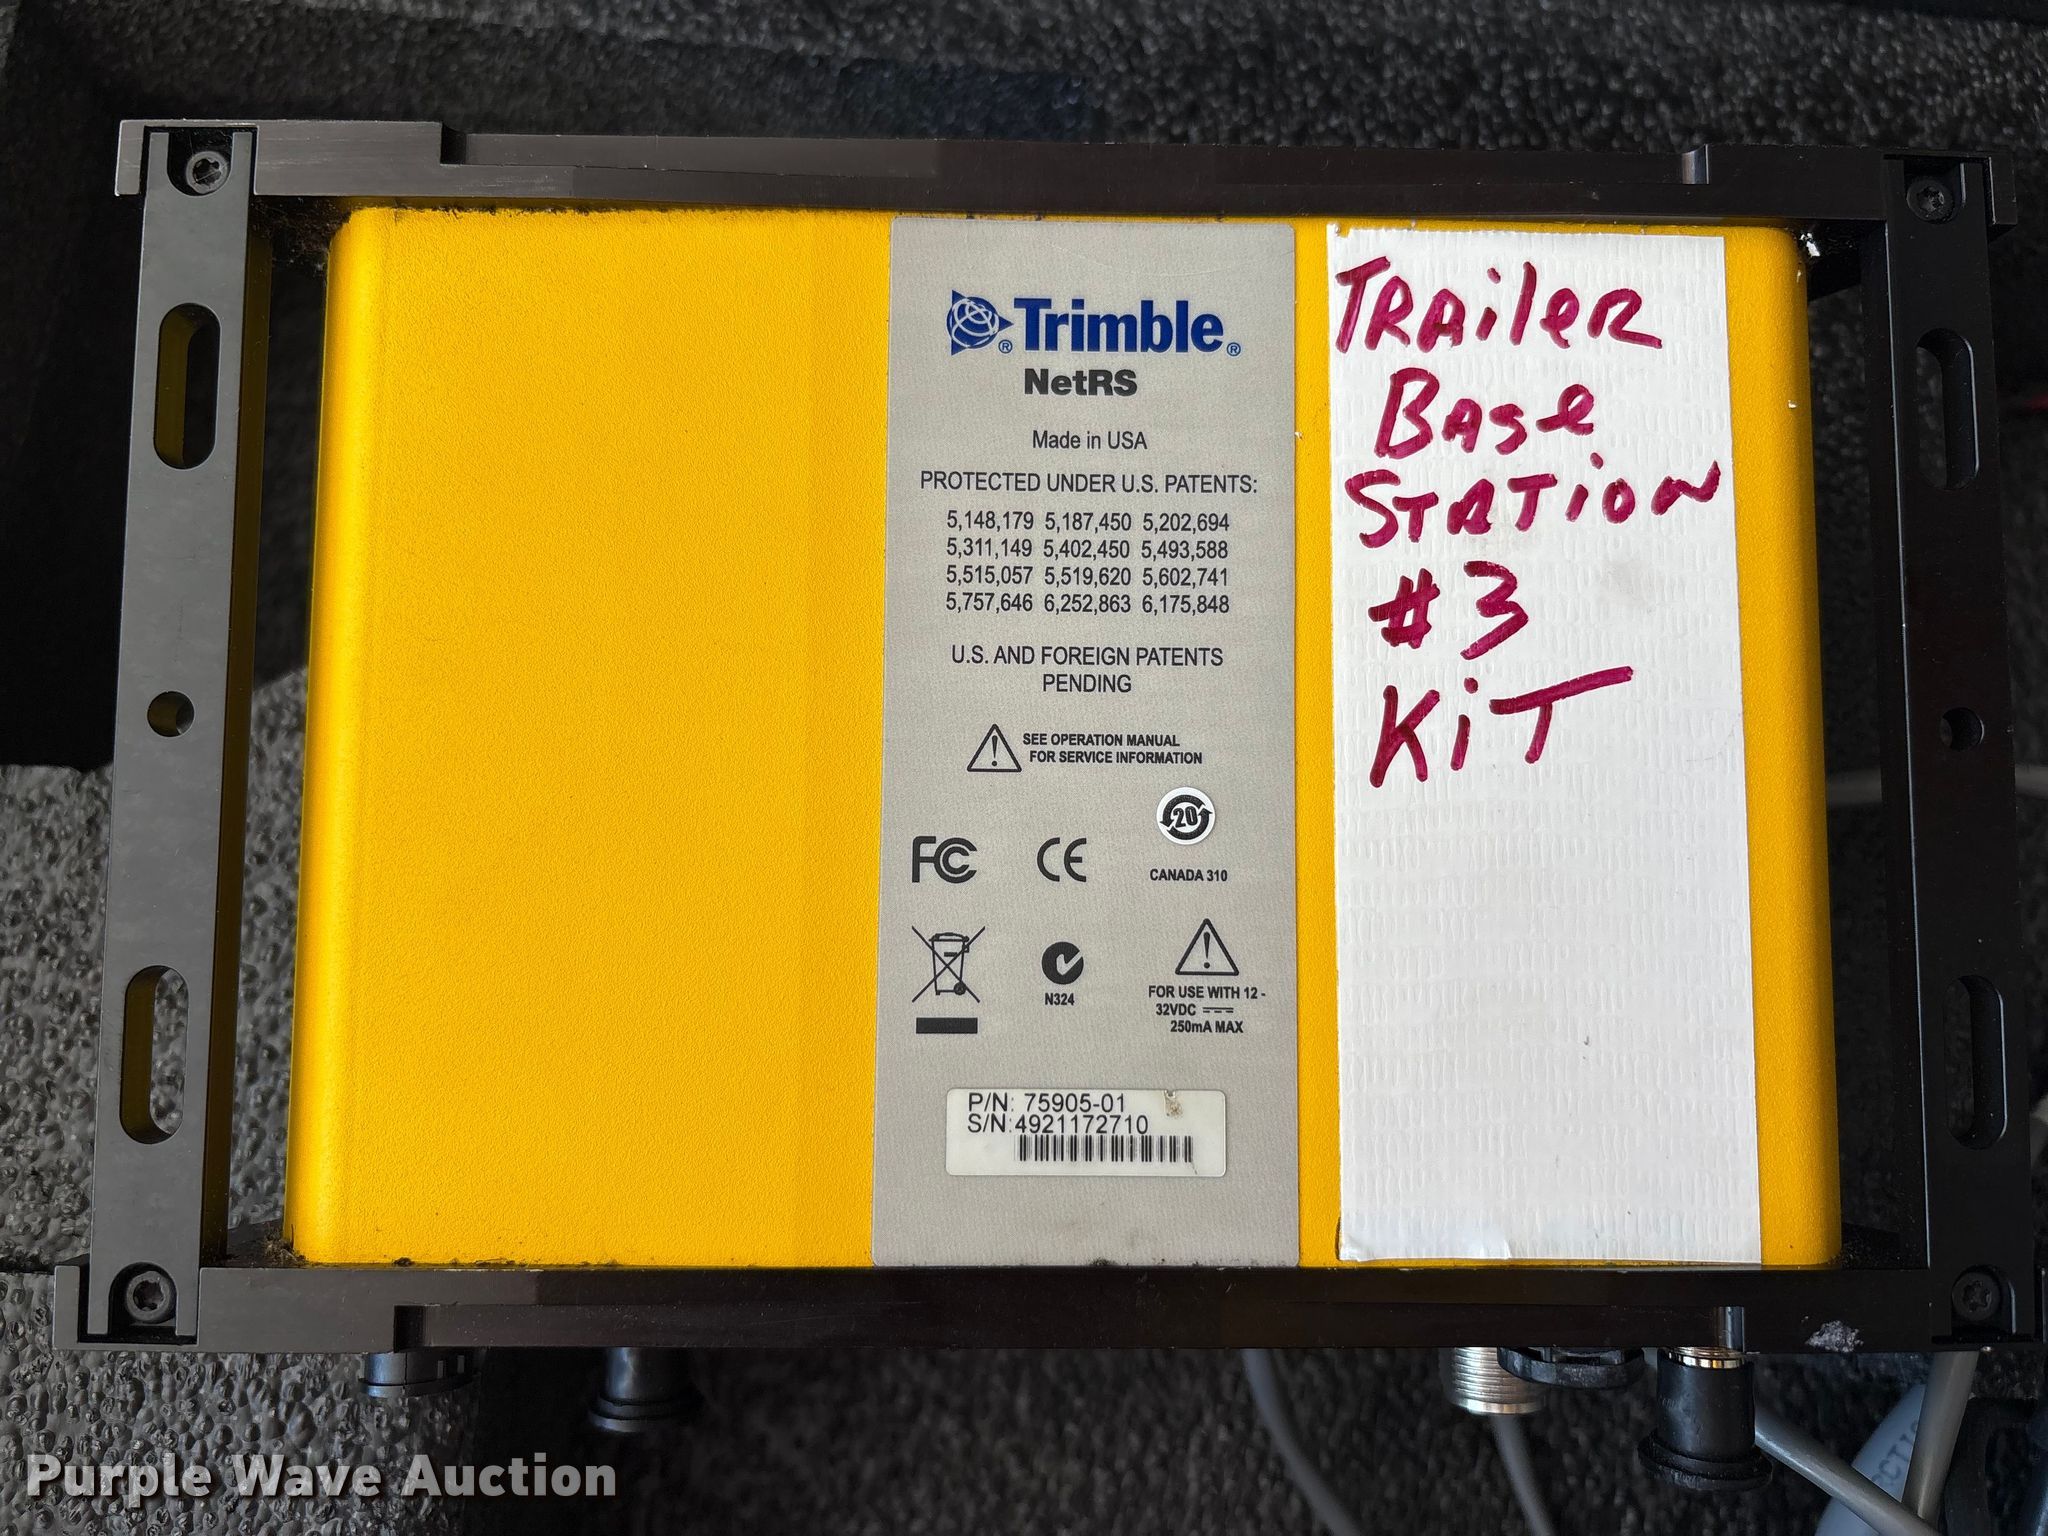 Trimble
NetRS
Made in USA
PROTECTED UNDER U.S. PATENTS:
5,148,179 5,187,450 5,202,694
5,311,149 5,402,450 5,493,588
5,515,057 5,519,620 5,602,741
5,757,646 6,252,863 6,175,848
U.S. AND FOREIGN PATENTS
PENDING
SEE OPERATION MANUAL
FOR SERVICE INFORMATION
20
FC CE
CANADA 310
N324
FOR USE WITH 12 -
32VDC
250mA MAX
P/N: 75905-01
S/N:4921172710
TRAileR
BASe
STATiON
#3
KiT
Purple Wave Auction